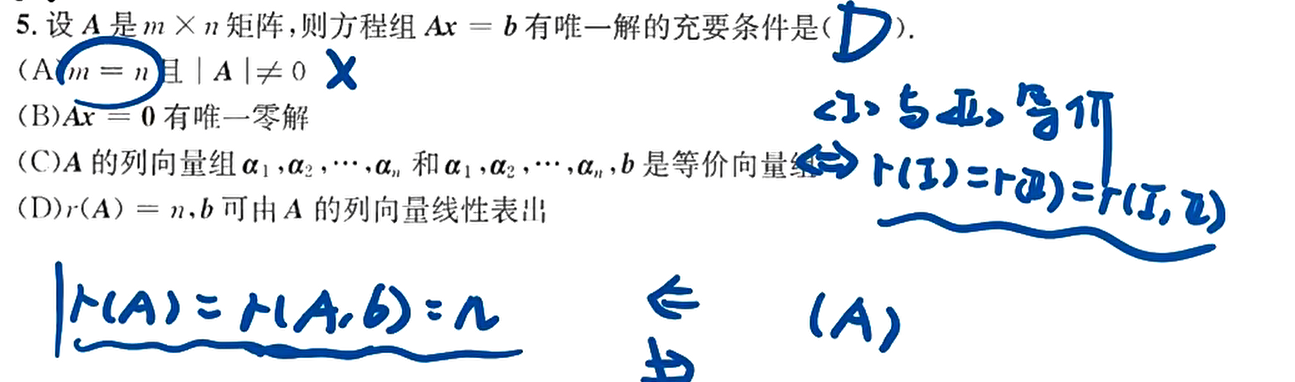 5. 设 A 是 m × n 矩阵,则方程组 Ax = b 有唯一解的充要条件是( D ).
(A) m = n 且 | A | ≠ 0 X
(B) Ax = 0 有唯一零解
<I> 与 <II> 等价
(C) A 的列向量组 α₁,α₂,⋯,αₙ 和 α₁,α₂,⋯,αₙ,b 是等价向量组
⇔ r(I)=r(II)=r(I,II)
(D) r(A) = n,b 可由 A 的列向量线性表出
r(A) = r(A,b) = n ⇐ (A)